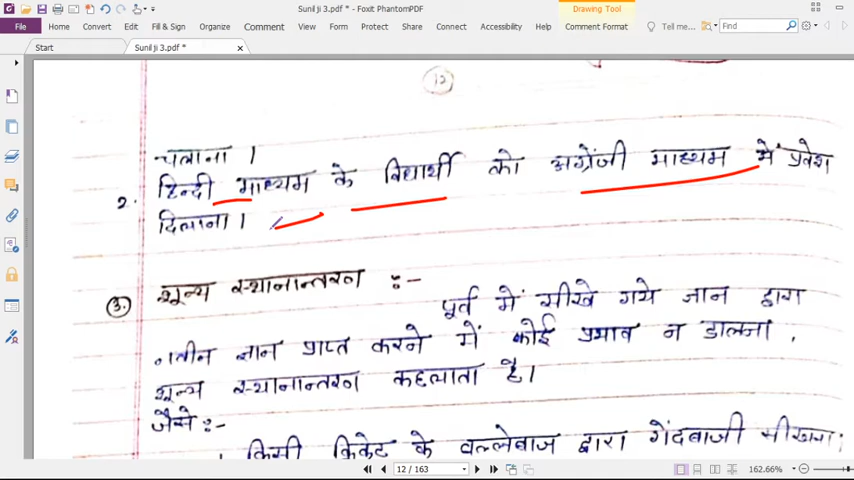 Sunil ji 3.pdf * - Foxit PhantomPDF
Drawing Tool
File Home Comment View Form Protect Share Connect Help Comment Format Tell me... Find
Edit Fill & Sign Organize
Start Sunil ji 3.pdf *
12
चलाना ।
2. हिन्दी माध्यम के विद्यार्थी को अंग्रेंजी माध्यम में प्रवेश
दिलाना।
③. शून्य स्थानान्तरण :-
पूर्व में सीखे गये ज्ञान द्वारा
नवीन ज्ञान प्राप्त करने में कोई प्रभाव न डालना ,
शून्य स्थानान्तरण कहलाता है।
जैसे:-
किसी क्रिकेट के बल्लेबाज द्वारा गेंदबाजी सीखना;
12 / 163 162.66%